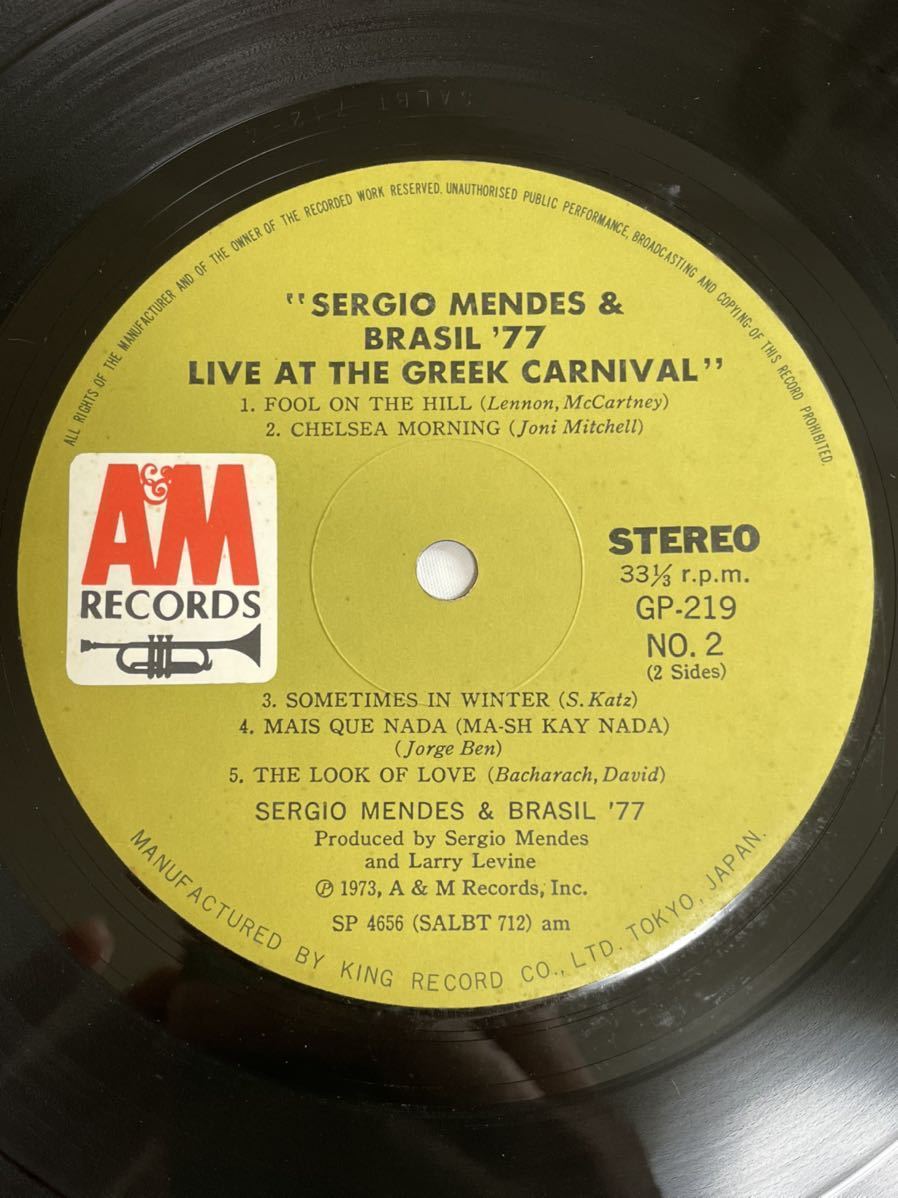 SALBT 712-
ALL RIGHTS OF THE MANUFACTURER AND OF THE OWNER OF THE RECORDED WORK RESERVED. UNAUTHORISED PUBLIC PERFORMANCE, BROADCASTING AND COPYING-OF THIS RECORD PROHIBITED.
"SERGIO MENDES &
BRASIL '77
LIVE AT THE GREEK CARNIVAL"
1. FOOL ON THE HILL (Lennon, McCartney)
2. CHELSEA MORNING (Joni Mitchell)
A&M
RECORDS
STEREO
33⅓ r.p.m.
GP-219
NO. 2
(2 Sides)
3. SOMETIMES IN WINTER (S. Katz)
4. MAIS QUE NADA (MA-SH KAY NADA)
(Jorge Ben)
5. THE LOOK OF LOVE (Bacharach, David)
SERGIO MENDES & BRASIL '77
Produced by Sergio Mendes
and Larry Levine
℗ 1973, A & M Records, Inc.
SP 4656 (SALBT 712) am
MANUFACTURED BY KING RECORD CO., LTD. TOKYO, JAPAN.